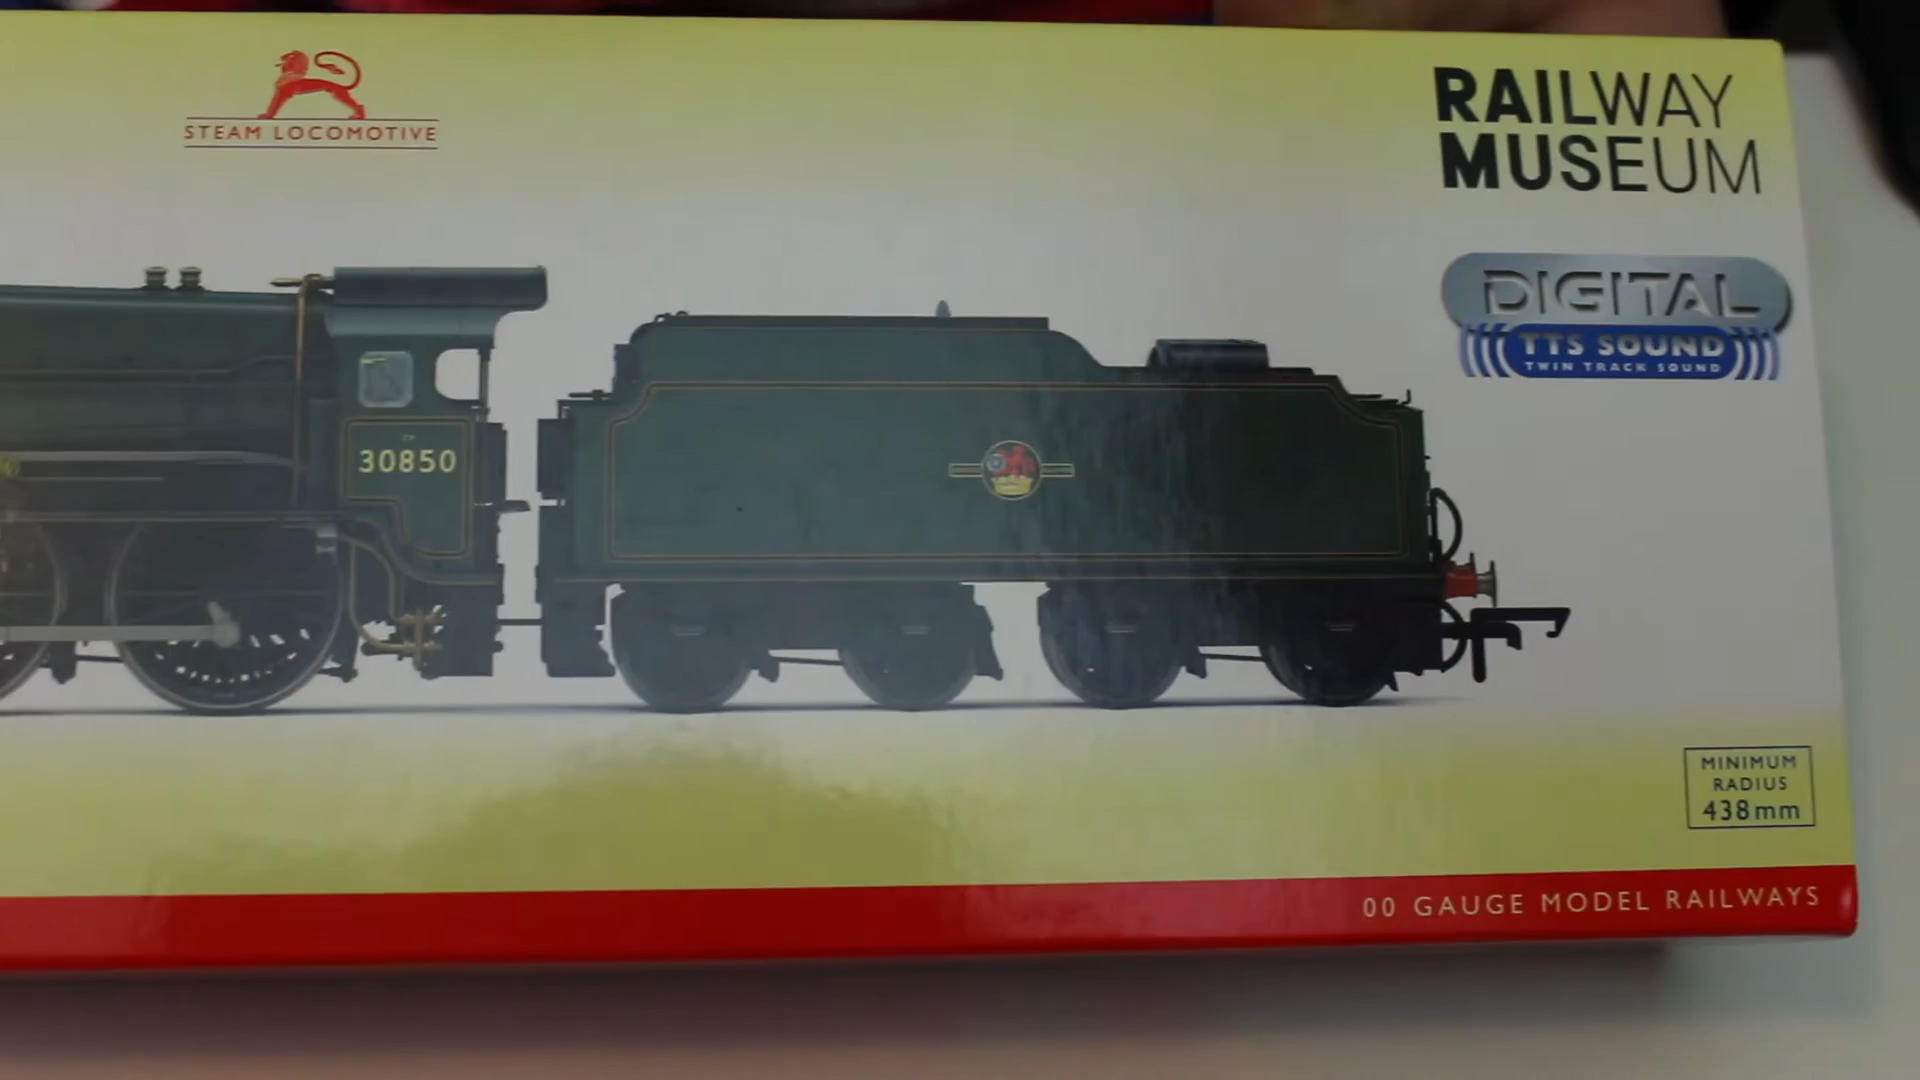 STEAM LOCOMOTIVE
RAILWAY
MUSEUM
DIGITAL
TTS SOUND
TWIN TRACK SOUND
30850
MINIMUM
RADIUS
438mm
00 GAUGE MODEL RAILWAYS